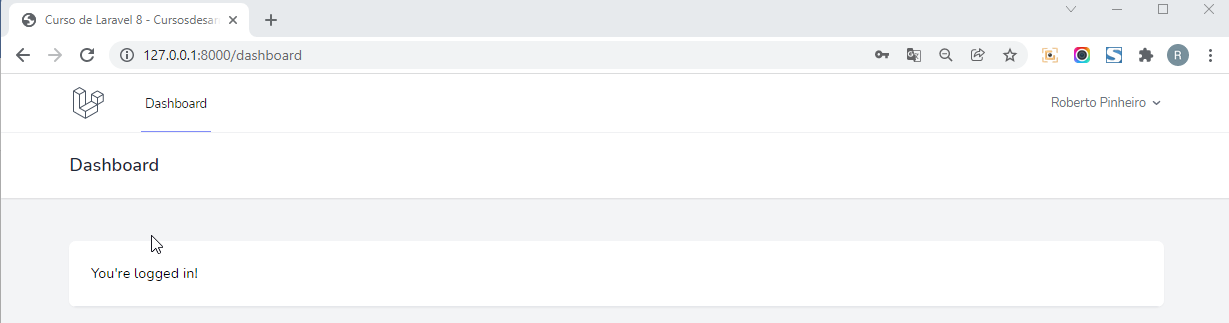 Curso de Laravel 8 - Cursosdesar
127.0.0.1:8000/dashboard
R
Dashboard
Roberto Pinheiro
Dashboard
You're logged in!